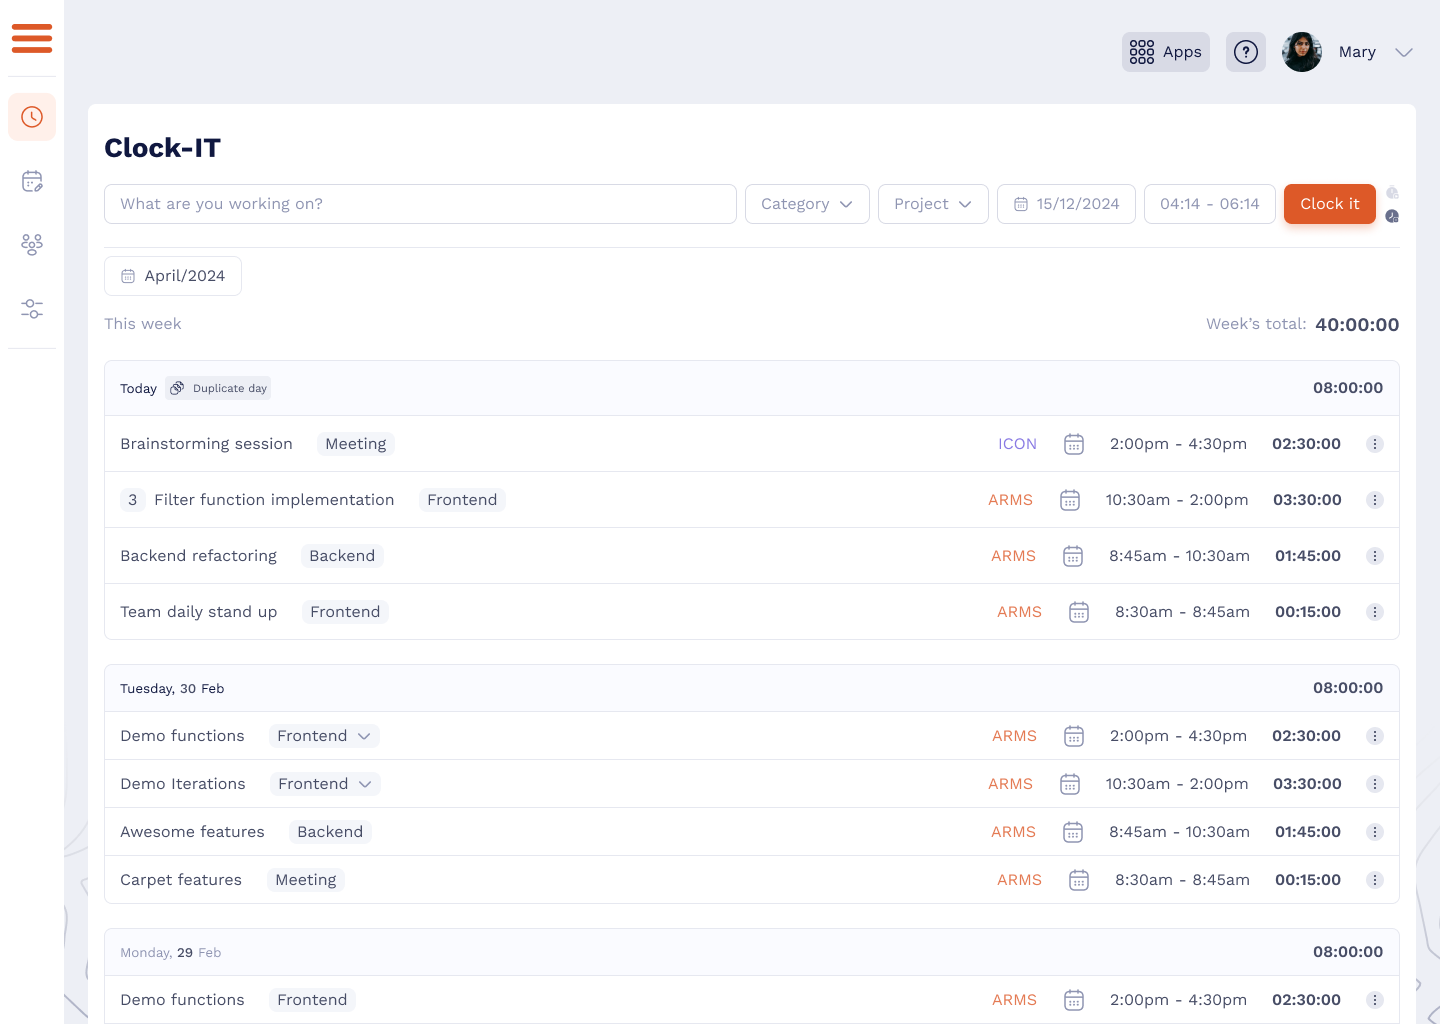 Apps
Mary
Clock-IT
What are you working on? Category Project 15/12/2024 04:14 - 06:14 Clock it
April/2024
This week Week's total: 40:00:00
Today Duplicate day 08:00:00
Brainstorming session Meeting ICON 2:00pm - 4:30pm 02:30:00
3 Filter function implementation Frontend ARMS 10:30am - 2:00pm 03:30:00
Backend refactoring Backend ARMS 8:45am - 10:30am 01:45:00
Team daily stand up Frontend ARMS 8:30am - 8:45am 00:15:00
Tuesday, 30 Feb 08:00:00
Demo functions Frontend ARMS 2:00pm - 4:30pm 02:30:00
Demo Iterations Frontend ARMS 10:30am - 2:00pm 03:30:00
Awesome features Backend ARMS 8:45am - 10:30am 01:45:00
Carpet features Meeting ARMS 8:30am - 8:45am 00:15:00
Monday, 29 Feb 08:00:00
Demo functions Frontend ARMS 2:00pm - 4:30pm 02:30:00